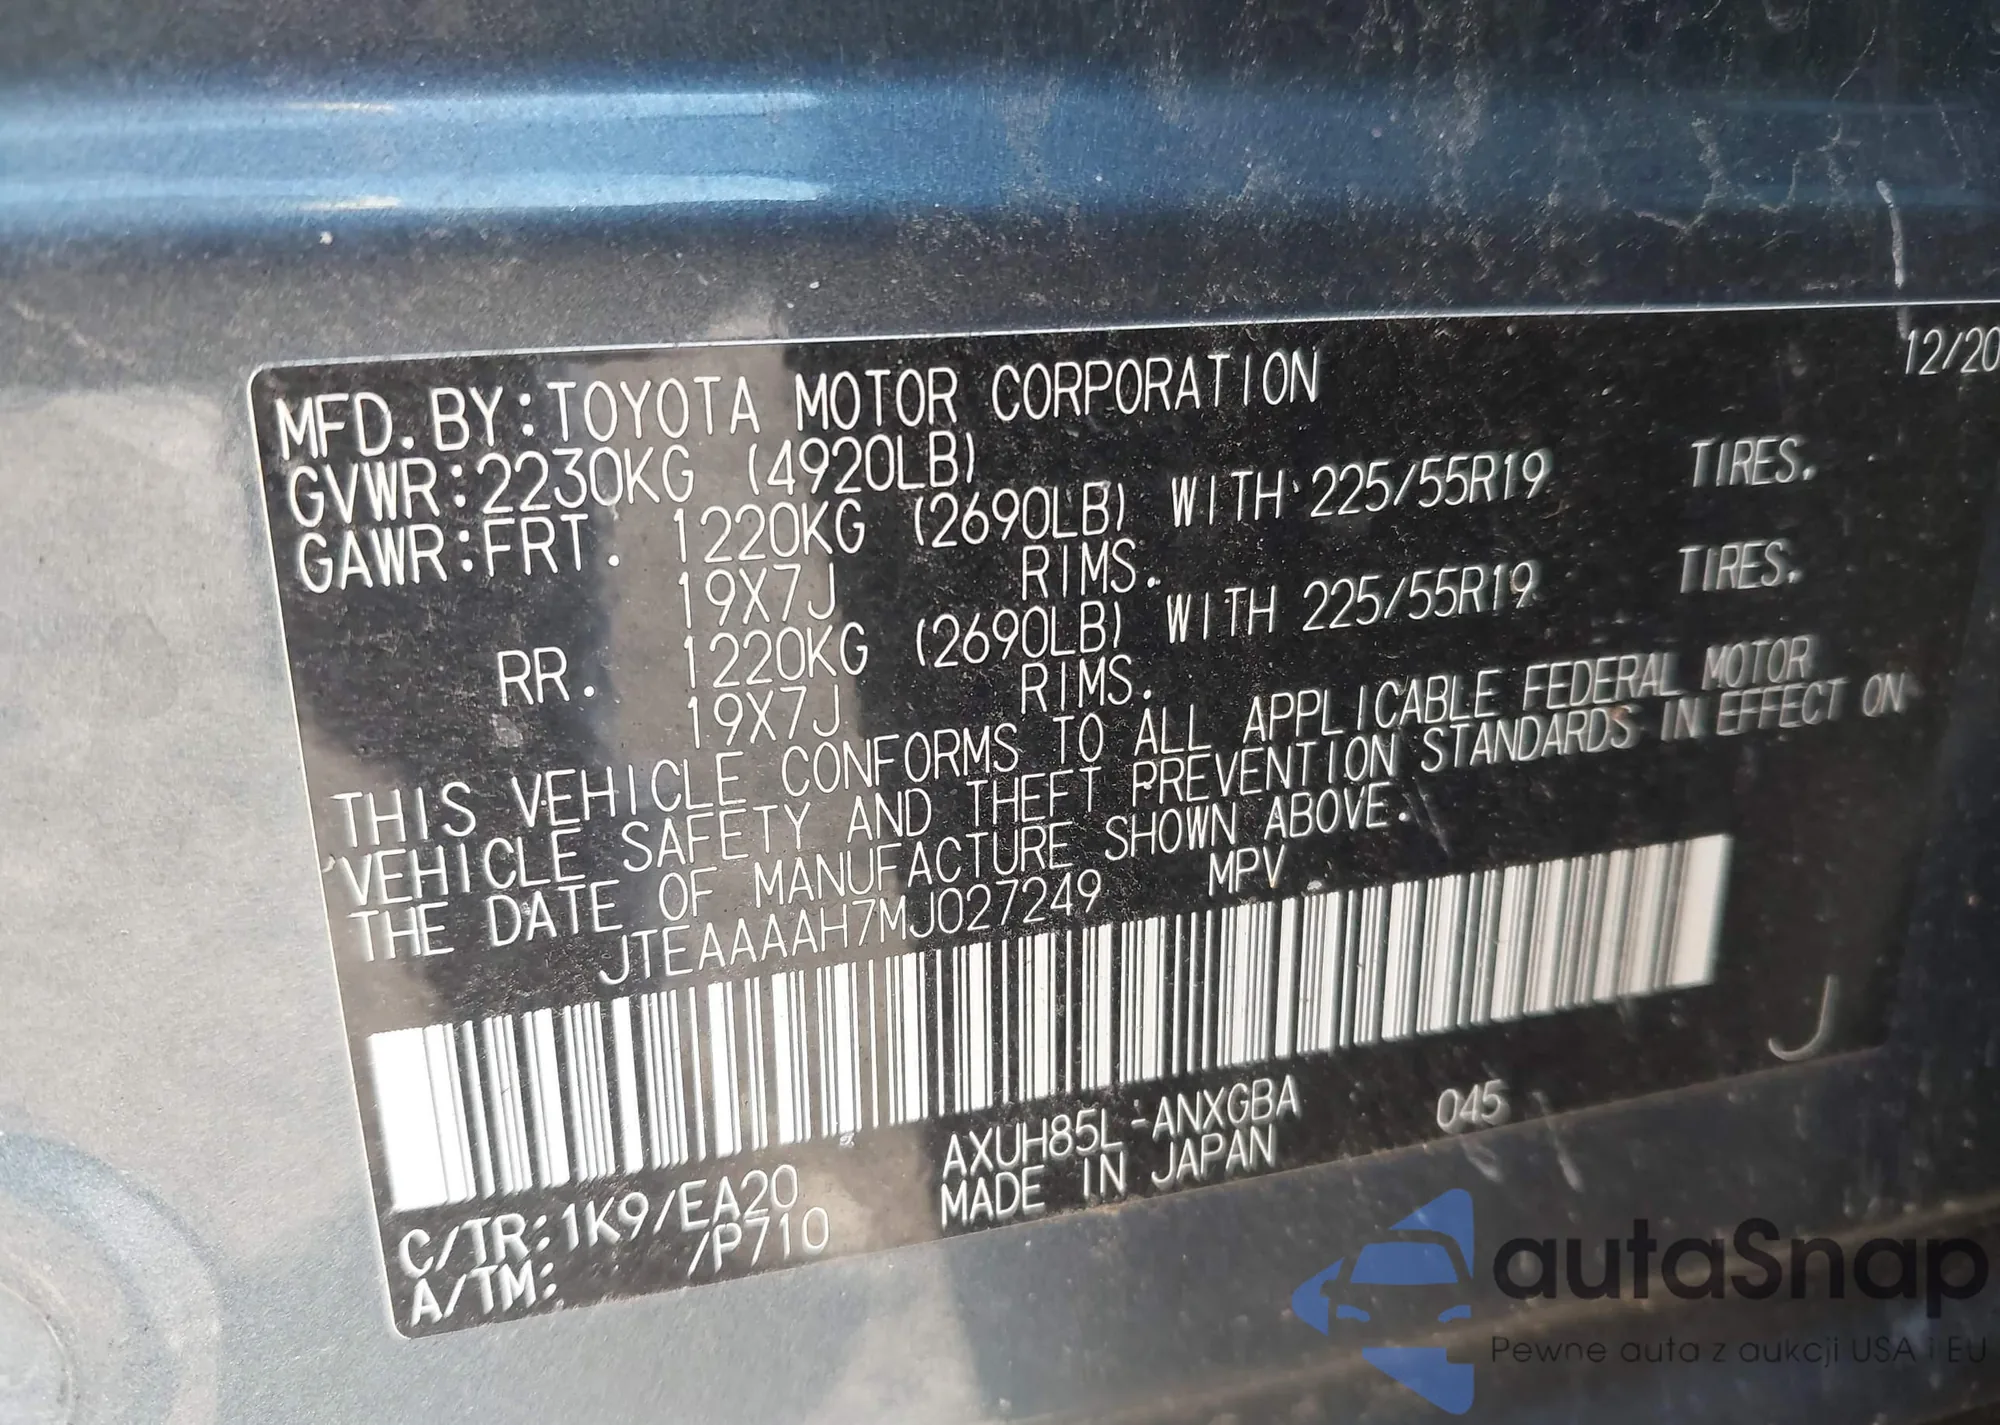 12/20
MFD. BY: TOYOTA MOTOR CORPORATION
GVWR: 2230KG (4920LB)
GAWR: FRT. 1220KG (2690LB) WITH 225/55R19 TIRES.
19X7J RIMS.
RR. 1220KG (2690LB) WITH 225/55R19 TIRES.
19X7J RIMS.
THIS VEHICLE CONFORMS TO ALL APPLICABLE FEDERAL MOTOR
VEHICLE SAFETY AND THEFT PREVENTION STANDARDS IN EFFECT ON
THE DATE OF MANUFACTURE SHOWN ABOVE.
JTEAAAAH7MJ027249 MPV
J
AXUH85L-ANXGBA 045
MADE IN JAPAN
C/TR: 1K9/EA20
A/TM: /P710
autaSnap
Pewne auta z aukcji USA i EU